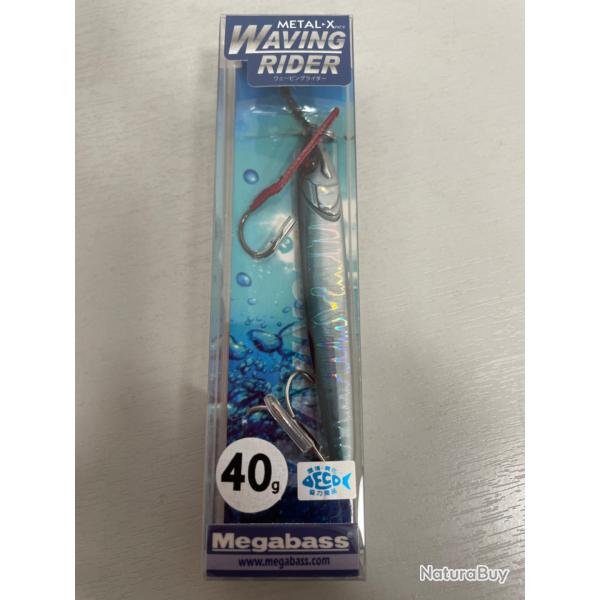 METAL-X
WAVING
RIDER
ウェービングライダー
40g
ECO
Megabass
www.megabass.com
NaturaBuy